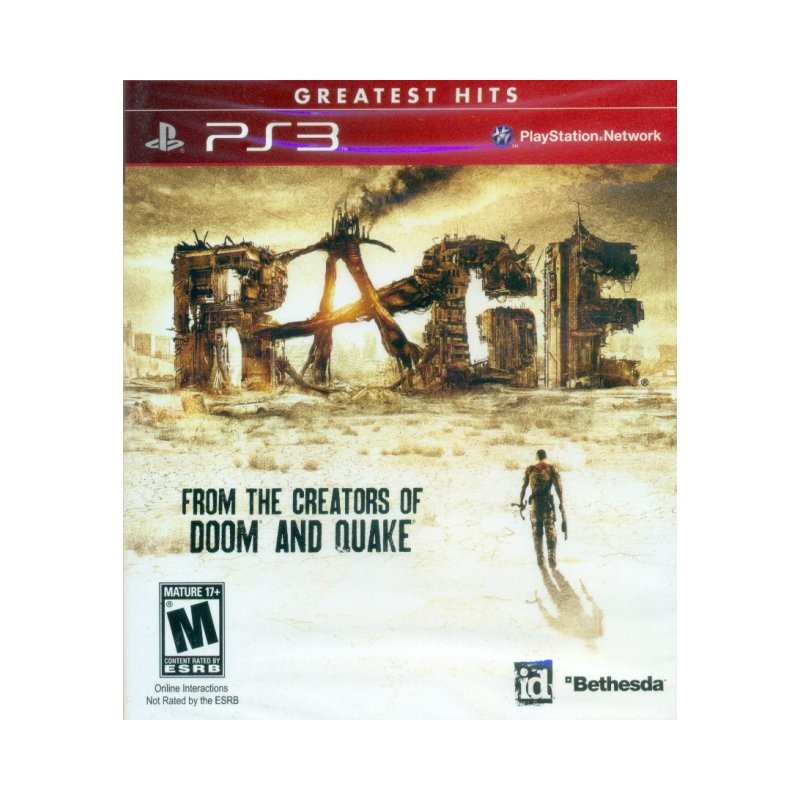 GREATEST HITS
PS3™
PlayStation®Network
RAGE®
FROM THE CREATORS OF
DOOM® AND QUAKE®
MATURE 17+
M®
CONTENT RATED BY
ESRB
Online Interactions
Not Rated by the ESRB
id
Bethesda